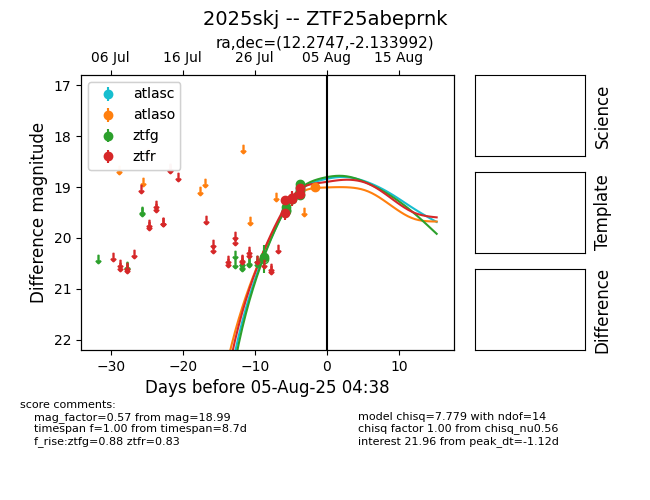 2025skj -- ZTF25abeprnk
ra,dec=(12.2747,-2.133992)
06 Jul 16 Jul 26 Jul 05 Aug 15 Aug
atlasc
atlaso
ztfg
ztfr
17
18
19
20
21
22
Difference magnitude
−30 −20 −10 0 10
Days before 05-Aug-25 04:38
Science
Template
Difference
score comments:
mag_factor=0.57 from mag=18.99
timespan f=1.00 from timespan=8.7d
f_rise:ztfg=0.88 ztfr=0.83
model chisq=7.779 with ndof=14
chisq factor 1.00 from chisq_nu0.56
interest 21.96 from peak_dt=-1.12d